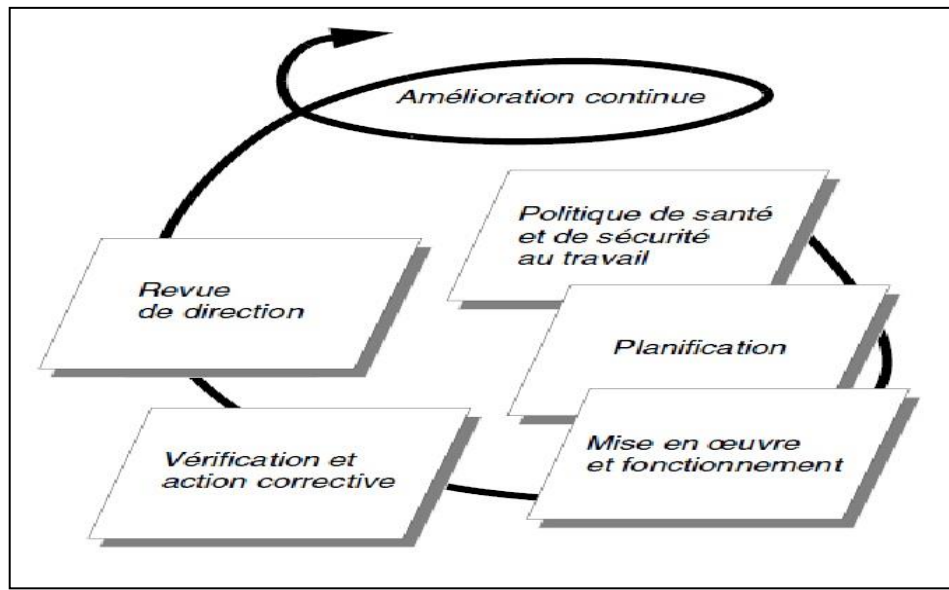 Amélioration continue
Politique de santé
et de sécurité
au travail
Planification
Mise en œuvre
et fonctionnement
Vérification et
action corrective
Revue
de direction